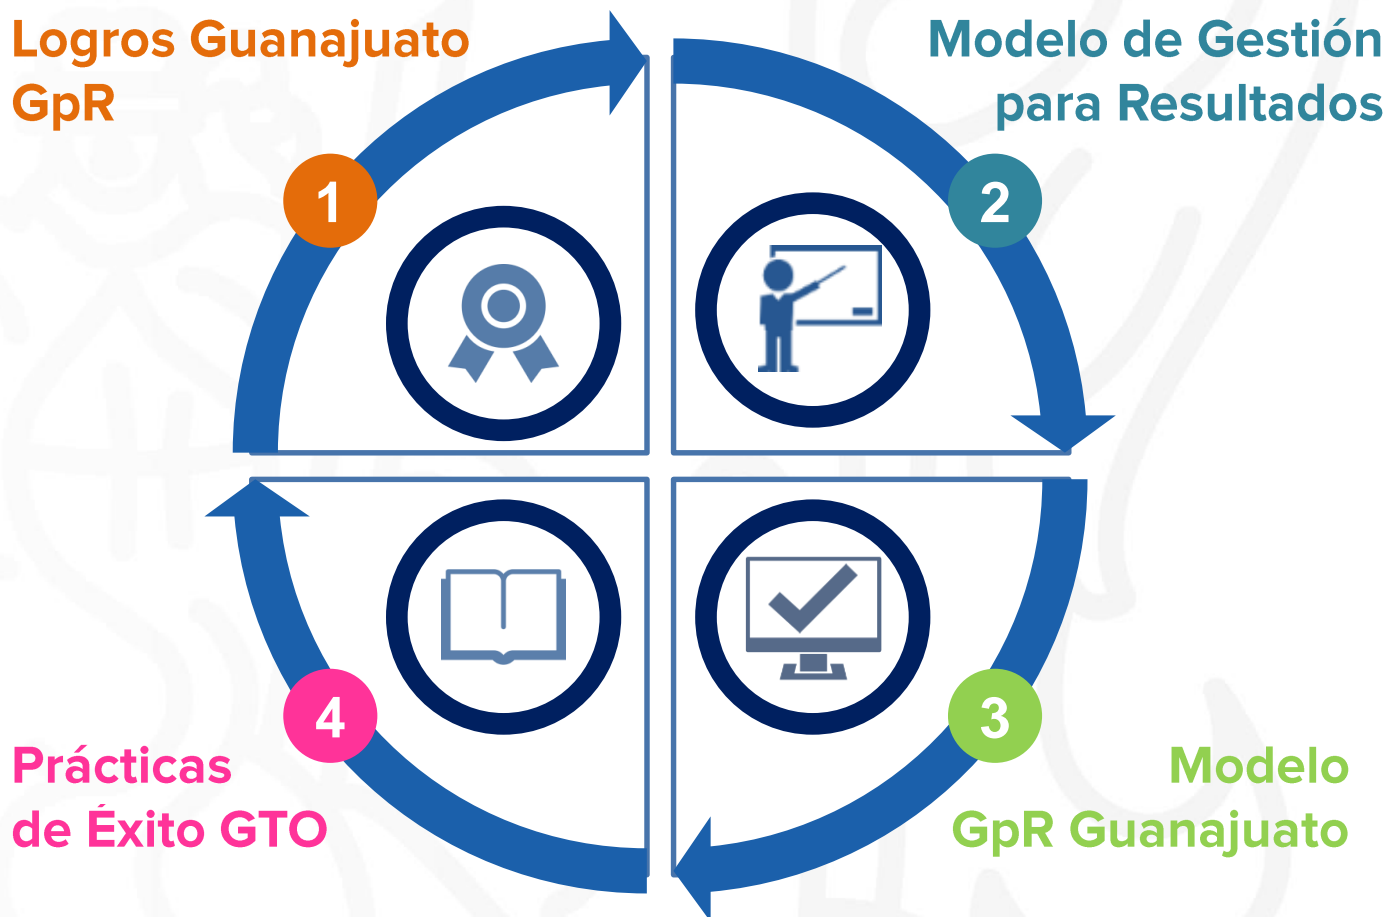 Logros Guanajuato
GpR
1
Modelo de Gestión
para Resultados
2
3
Modelo
GpR Guanajuato
4
Prácticas
de Éxito GTO